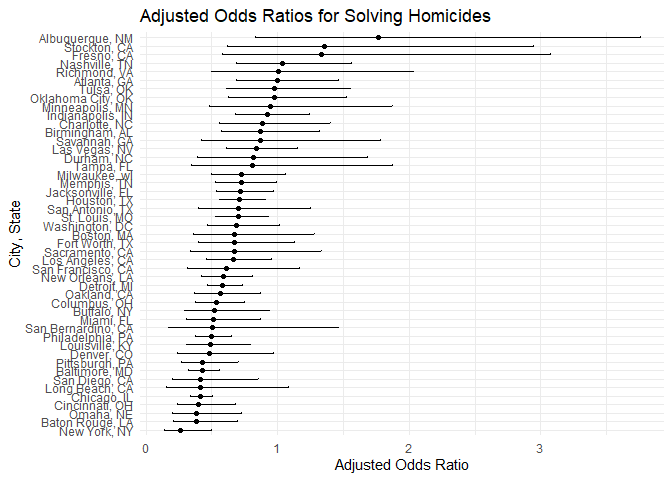 Adjusted Odds Ratios for Solving Homicides
City, State
Albuquerque, NM
Stockton, CA
Fresno, CA
Nashville, TN
Richmond, VA
Atlanta, GA
Tulsa, OK
Oklahoma City, OK
Minneapolis, MN
Indianapolis, IN
Charlotte, NC
Birmingham, AL
Savannah, GA
Las Vegas, NV
Durham, NC
Tampa, FL
Milwaukee, wI
Memphis, TN
Jacksonville, FL
Houston, TX
San Antonio, TX
St. Louis, MO
Washington, DC
Boston, MA
Fort Worth, TX
Sacramento, CA
Los Angeles, CA
San Francisco, CA
New Orleans, LA
Detroit, MI
Oakland, CA
Columbus, OH
Buffalo, NY
Miami, FL
San Bernardino, CA
Philadelphia, PA
Louisville, KY
Denver, CO
Pittsburgh, PA
Baltimore, MD
San Diego, CA
Long Beach, CA
Chicago, IL
Cincinnati, OH
Omaha, NE
Baton Rouge, LA
New York, NY
0 1 2 3
Adjusted Odds Ratio